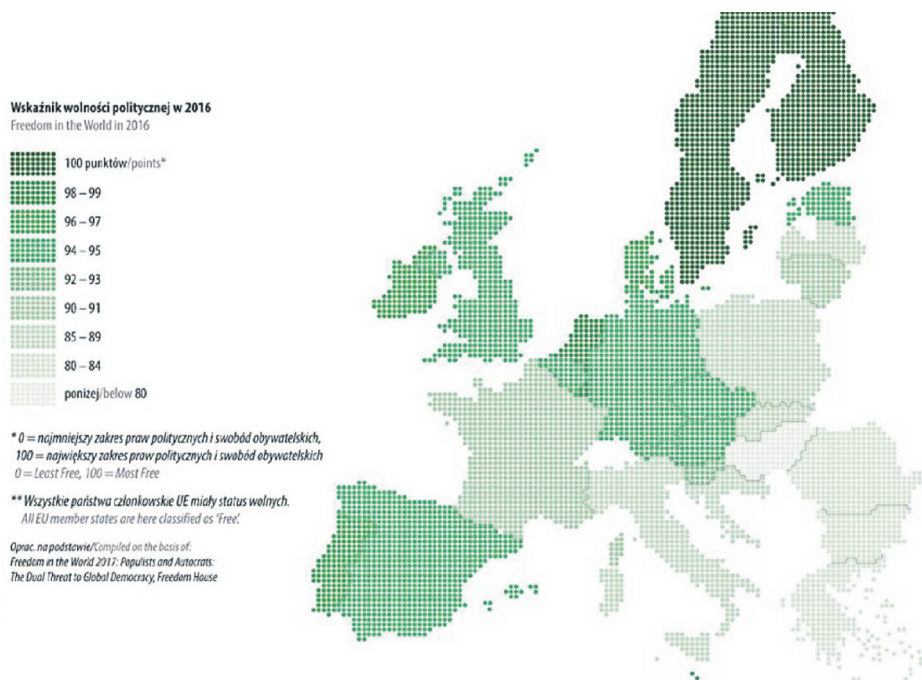 Wskaźnik wolności politycznej w 2016
Freedom in the World in 2016
100 punktów/points*
98 – 99
96 – 97
94 – 95
92 – 93
90 – 91
85 – 89
80 – 84
poniżej/below 80
* 0 = najmniejszy zakres praw politycznych i swobód obywatelskich,
100 = największy zakres praw politycznych i swobód obywatelskich
0 = Least Free, 100 = Most Free
** Wszystkie państwa członkowskie UE miały status wolnych.
All EU member states are here classified as 'Free'.
Oprac. na podstawie/Compiled on the basis of:
Freedom in the World 2017: Populists and Autocrats:
The Dual Threat to Global Democracy, Freedom House